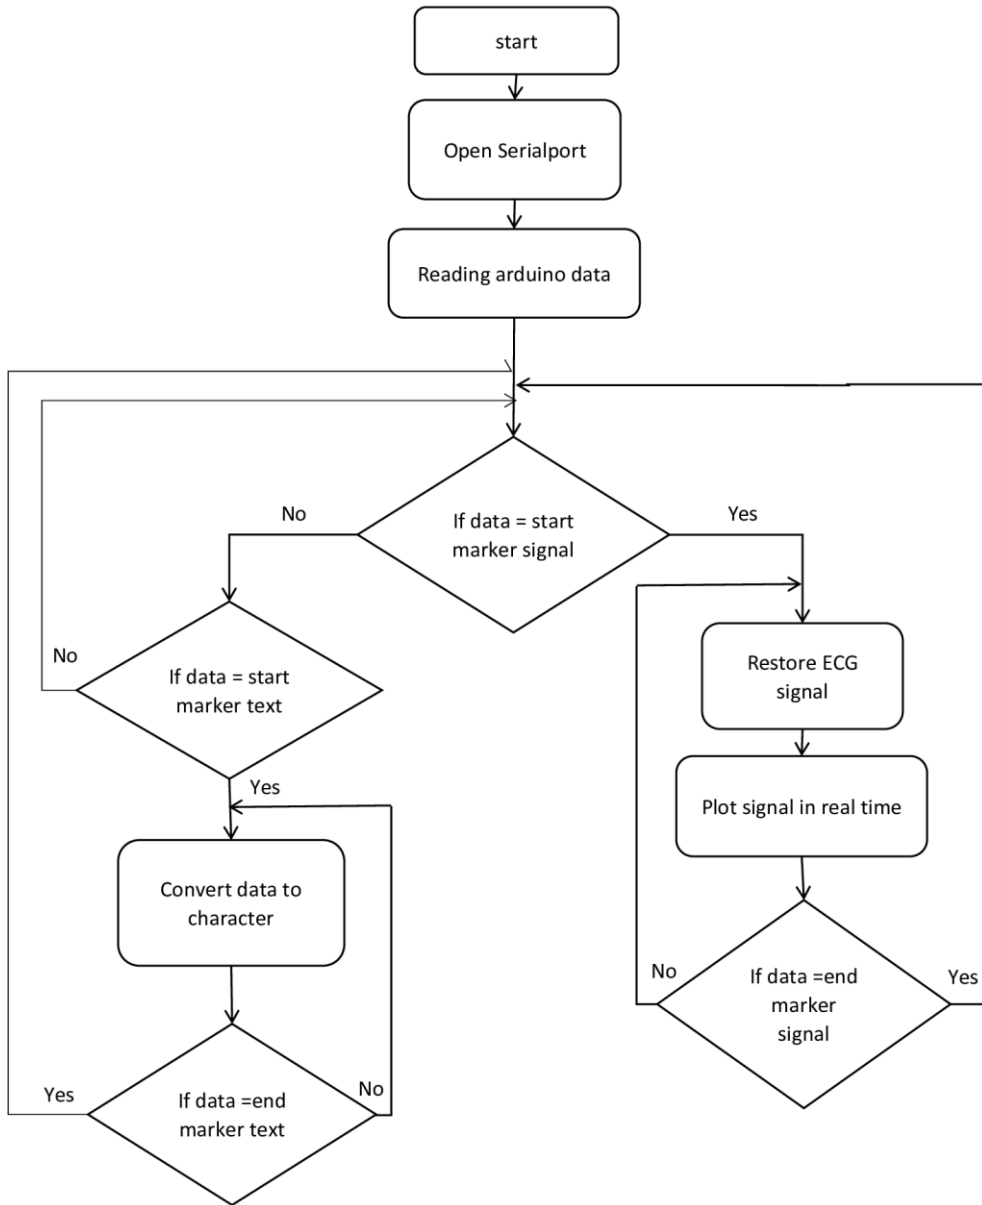 start
Open Serialport
Reading arduino data
No
If data = start
marker signal
Yes
No
If data = start
marker text
Restore ECG
signal
Yes
Plot signal in real time
Convert data to
character
No
If data =end
marker
signal
Yes
Yes
If data =end
marker text
No